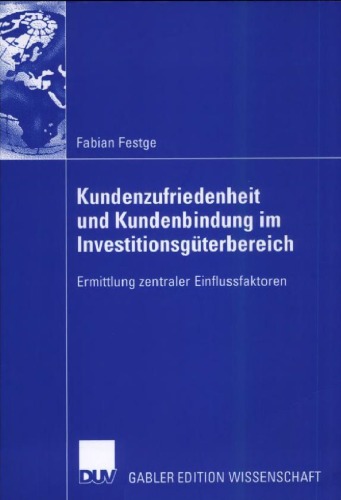 Fabian Festge
Kundenzufriedenheit
und Kundenbindung im
Investitionsgüterbereich
Ermittlung zentraler Einflussfaktoren
DUV
GABLER EDITION WISSENSCHAFT